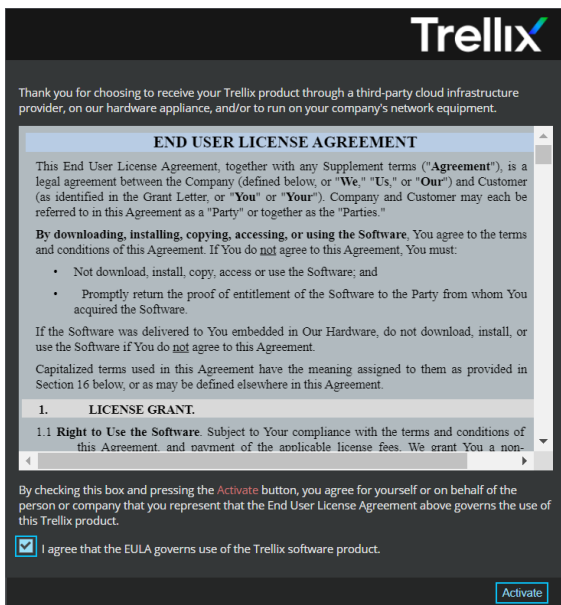 Trellix
Thank you for choosing to receive your Trellix product through a third-party cloud infrastructure
provider, on our hardware appliance, and/or to run on your company's network equipment.
END USER LICENSE AGREEMENT
This End User License Agreement, together with any Supplement terms ("Agreement"), is a
legal agreement between the Company (defined below, or "We," "Us," or "Our") and Customer
(as identified in the Grant Letter, or "You" or "Your"). Company and Customer may each be
referred to in this Agreement as a "Party" or together as the "Parties."
By downloading, installing, copying, accessing, or using the Software, You agree to the terms
and conditions of this Agreement. If You do not agree to this Agreement, You must:
• Not download, install, copy, access or use the Software; and
• Promptly return the proof of entitlement of the Software to the Party from whom You
acquired the Software.
If the Software was delivered to You embedded in Our Hardware, do not download, install, or
use the Software if You do not agree to this Agreement.
Capitalized terms used in this Agreement have the meaning assigned to them as provided in
Section 16 below, or as may be defined elsewhere in this Agreement.
1. LICENSE GRANT.
1.1 Right to Use the Software. Subject to Your compliance with the terms and conditions of
this Agreement, and payment of the applicable license fees, We grant You a non-
By checking this box and pressing the Activate button, you agree for yourself or on behalf of the
person or company that you represent that the End User License Agreement above governs the use of
this Trellix product.
I agree that the EULA governs use of the Trellix software product.
Activate